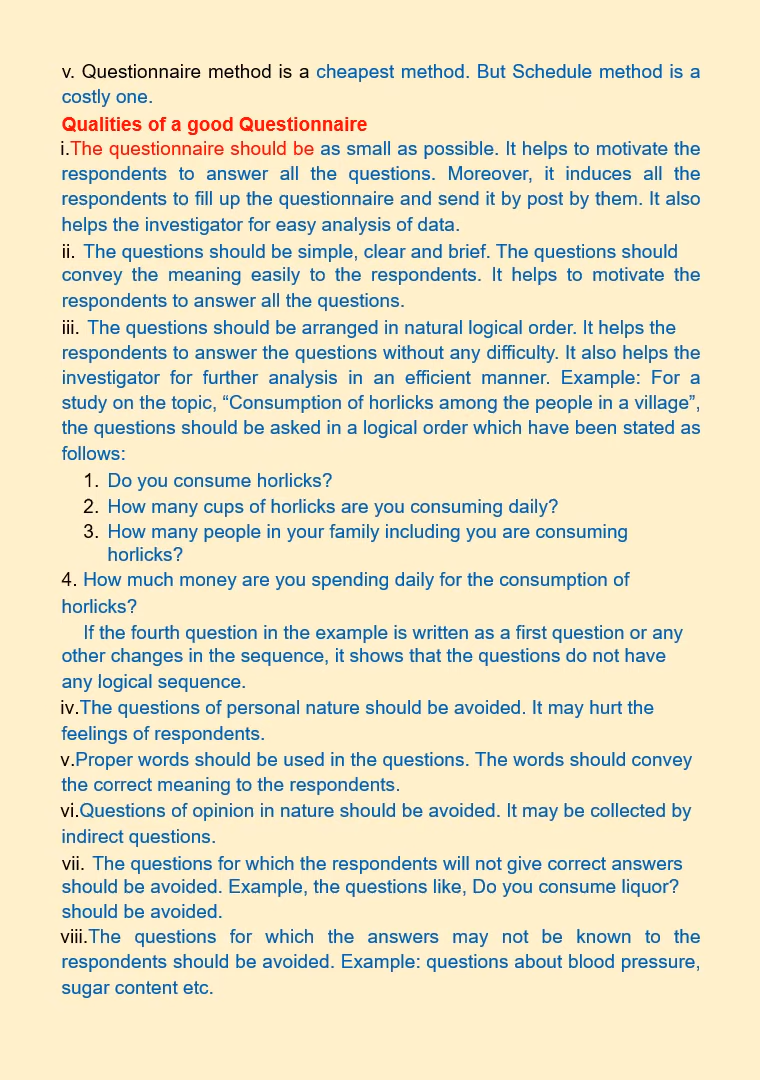 v. Questionnaire method is a cheapest method. But Schedule method is a
costly one.
Qualities of a good Questionnaire
i.The questionnaire should be as small as possible. It helps to motivate the
respondents to answer all the questions. Moreover, it induces all the
respondents to fill up the questionnaire and send it by post by them. It also
helps the investigator for easy analysis of data.
ii. The questions should be simple, clear and brief. The questions should
convey the meaning easily to the respondents. It helps to motivate the
respondents to answer all the questions.
iii. The questions should be arranged in natural logical order. It helps the
respondents to answer the questions without any difficulty. It also helps the
investigator for further analysis in an efficient manner. Example: For a
study on the topic, “Consumption of horlicks among the people in a village”,
the questions should be asked in a logical order which have been stated as
follows:
1. Do you consume horlicks?
2. How many cups of horlicks are you consuming daily?
3. How many people in your family including you are consuming
horlicks?
4. How much money are you spending daily for the consumption of
horlicks?
If the fourth question in the example is written as a first question or any
other changes in the sequence, it shows that the questions do not have
any logical sequence.
iv.The questions of personal nature should be avoided. It may hurt the
feelings of respondents.
v.Proper words should be used in the questions. The words should convey
the correct meaning to the respondents.
vi.Questions of opinion in nature should be avoided. It may be collected by
indirect questions.
vii. The questions for which the respondents will not give correct answers
should be avoided. Example, the questions like, Do you consume liquor?
should be avoided.
viii.The questions for which the answers may not be known to the
respondents should be avoided. Example: questions about blood pressure,
sugar content etc.